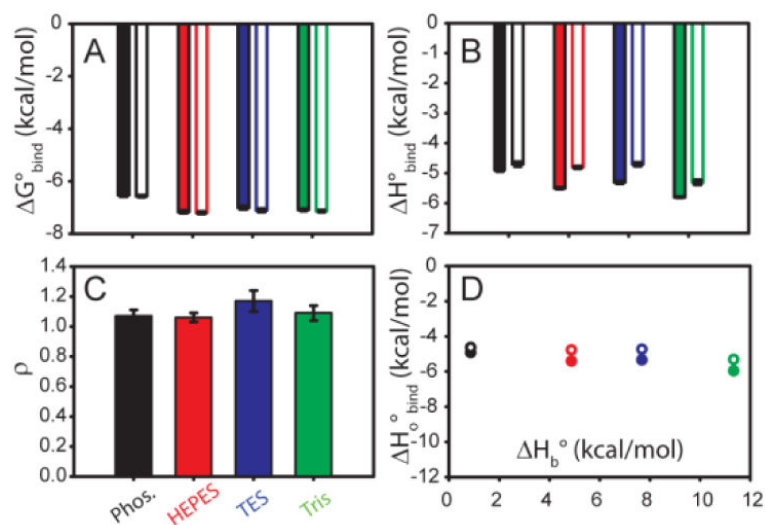 A
ΔG°bind (kcal/mol)
0
-2
-4
-6
-8
B
ΔH°bind (kcal/mol)
0
-1
-2
-3
-4
-5
-6
-7
C
ρ
1.4
1.2
1.0
0.8
0.6
0.4
0.2
0.0
Phos.
HEPES
TES
Tris
D
ΔHo°bind (kcal/mol)
0
-2
-4
-6
-8
-10
-12
ΔHb° (kcal/mol)
0 2 4 6 8 10 12